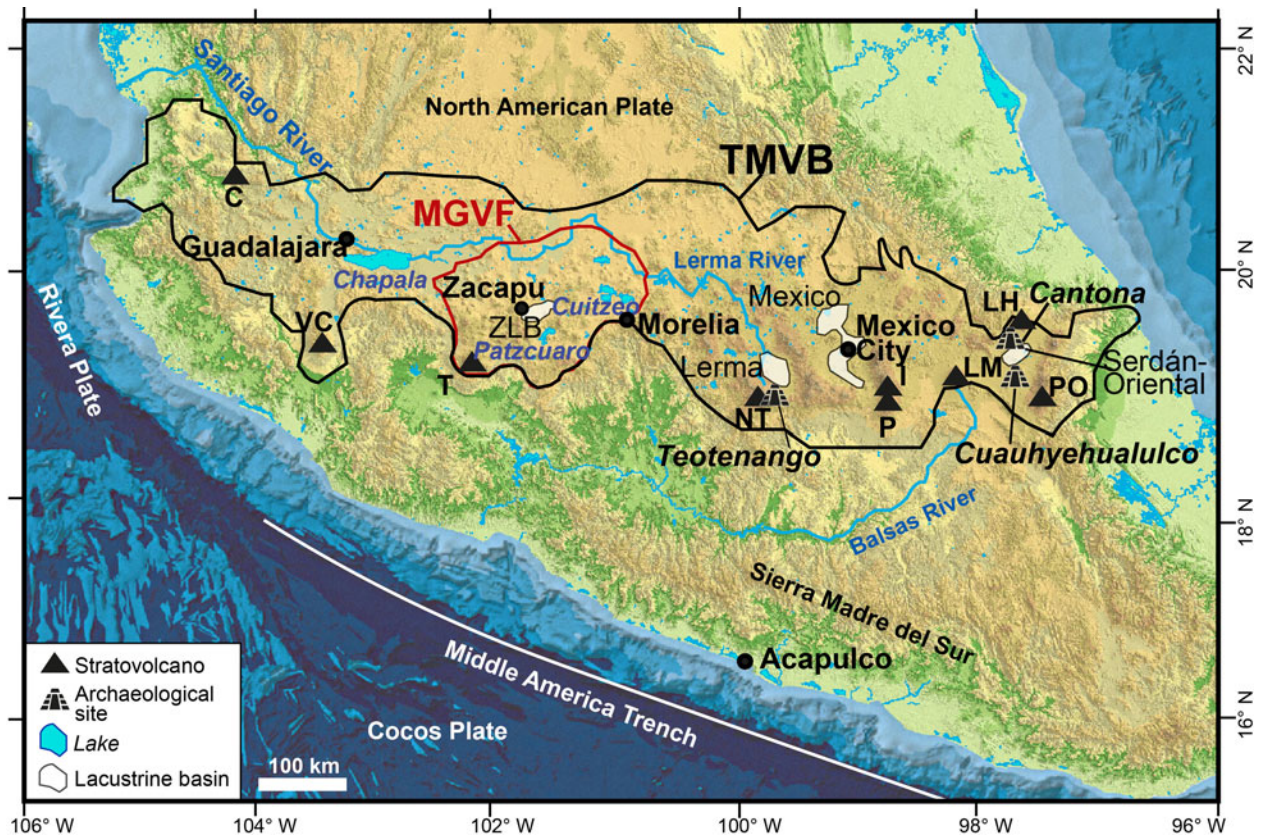 Santiago River
North American Plate
TMVB
MGVF
C
Guadalajara
Chapala
Lerma River
Zacapu
Cuitzeo
Mexico
LH
Cantona
VC
ZLB
Morelia
Mexico
City
Patzcuaro
T
Lerma
I
LM
Serdán-
Oriental
PO
NT
P
Teotenango
Cuauhyehualulco
Rivera Plate
Balsas River
Sierra Madre del Sur
Acapulco
Middle America Trench
Cocos Plate
Stratovolcano
Archaeological
site
Lake
Lacustrine basin
100 km
22° N
20° N
18° N
16° N
106° W
104° W
102° W
100° W
98° W
96° W